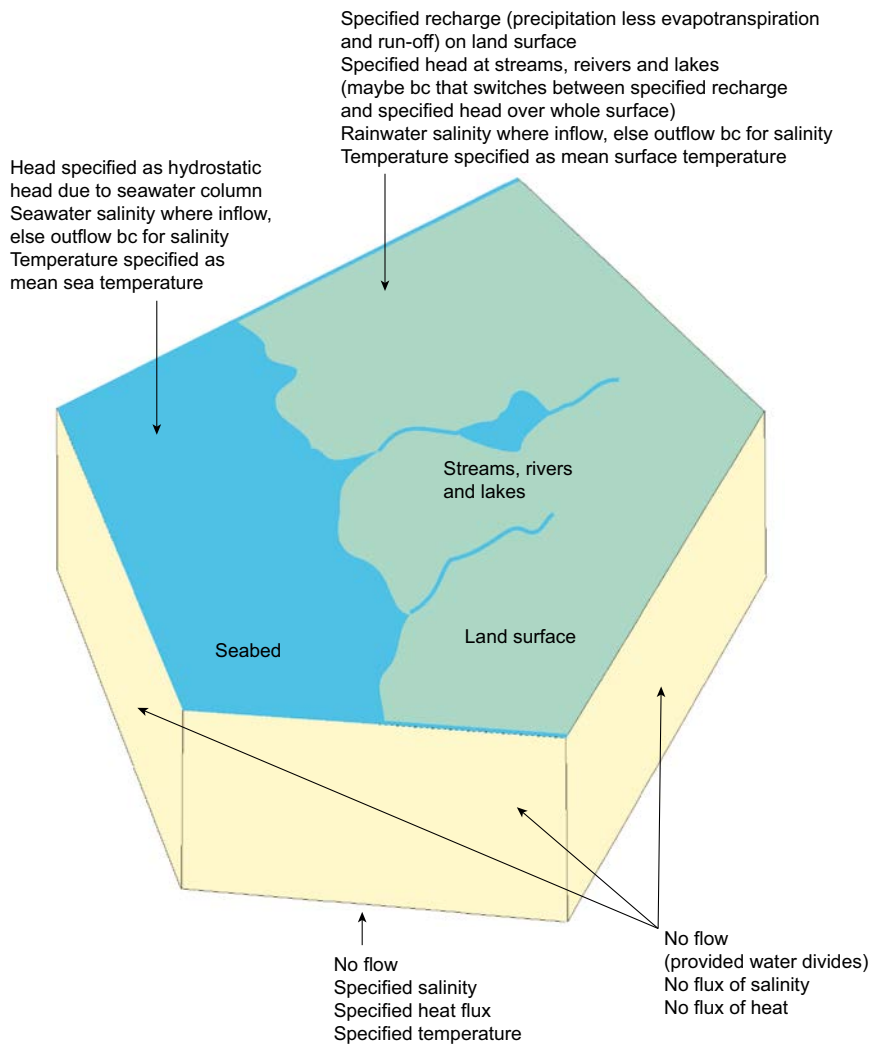 Specified recharge (precipitation less evapotranspiration
and run-off) on land surface
Specified head at streams, reivers and lakes
(maybe bc that switches between specified recharge
and specified head over whole surface)
Rainwater salinity where inflow, else outflow bc for salinity
Temperature specified as mean surface temperature
Head specified as hydrostatic
head due to seawater column
Seawater salinity where inflow,
else outflow bc for salinity
Temperature specified as
mean sea temperature
Streams, rivers
and lakes
Seabed
Land surface
No flow
(provided water divides)
No flux of salinity
No flux of heat
No flow
Specified salinity
Specified heat flux
Specified temperature